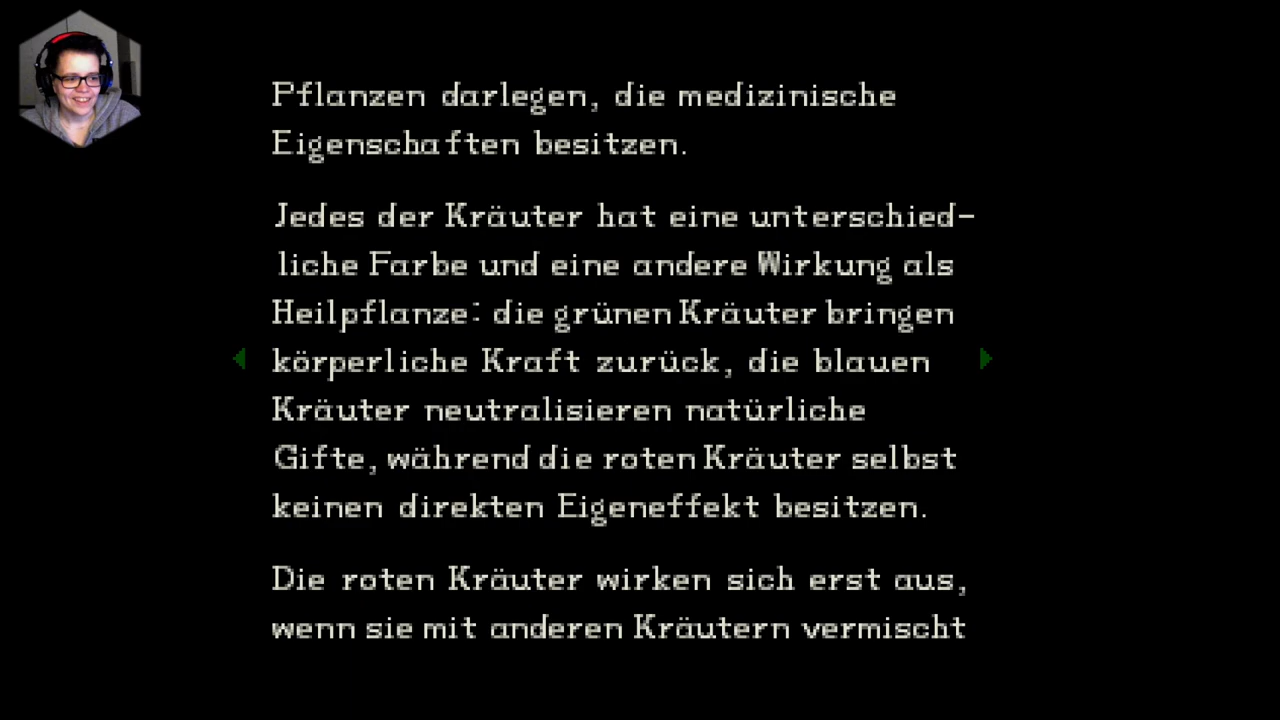 Pflanzen darlegen, die medizinische
Eigenschaften besitzen.
Jedes der Kräuter hat eine unterschied-
liche Farbe und eine andere Wirkung als
Heilpflanze: die grünen Kräuter bringen
körperliche Kraft zurück, die blauen
Kräuter neutralisieren natürliche
Gifte, während die roten Kräuter selbst
keinen direkten Eigeneffekt besitzen.
Die roten Kräuter wirken sich erst aus,
wenn sie mit anderen Kräutern vermischt